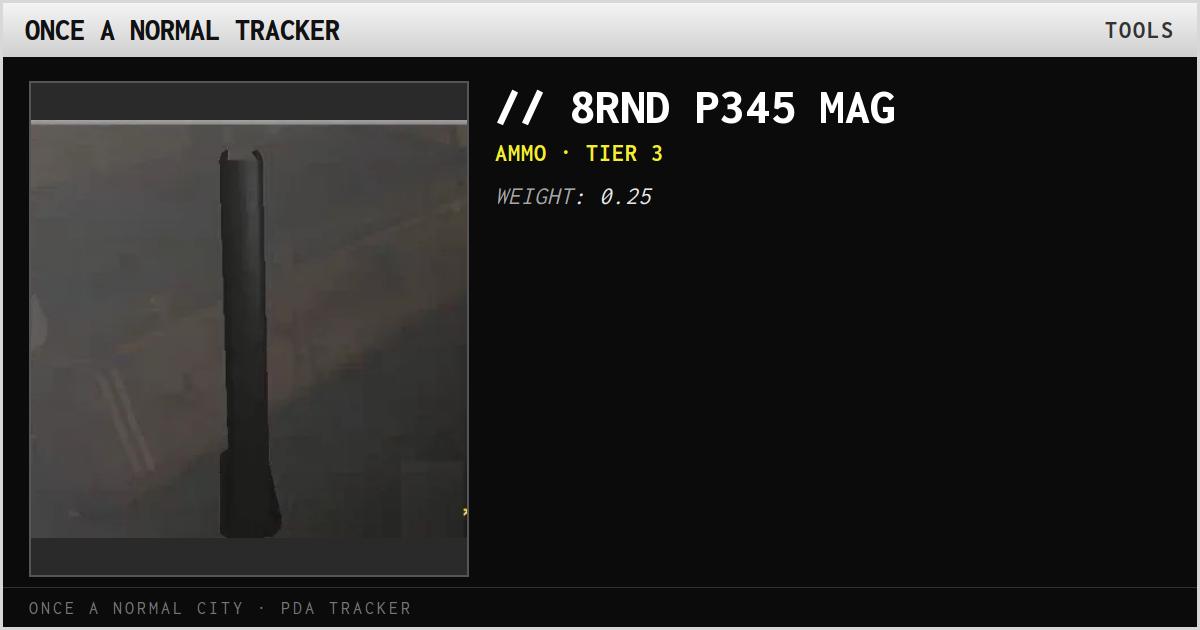 ONCE A NORMAL TRACKER
TOOLS
// 8RND P345 MAG
AMMO · TIER 3
WEIGHT: 0.25
ONCE A NORMAL CITY · PDA TRACKER